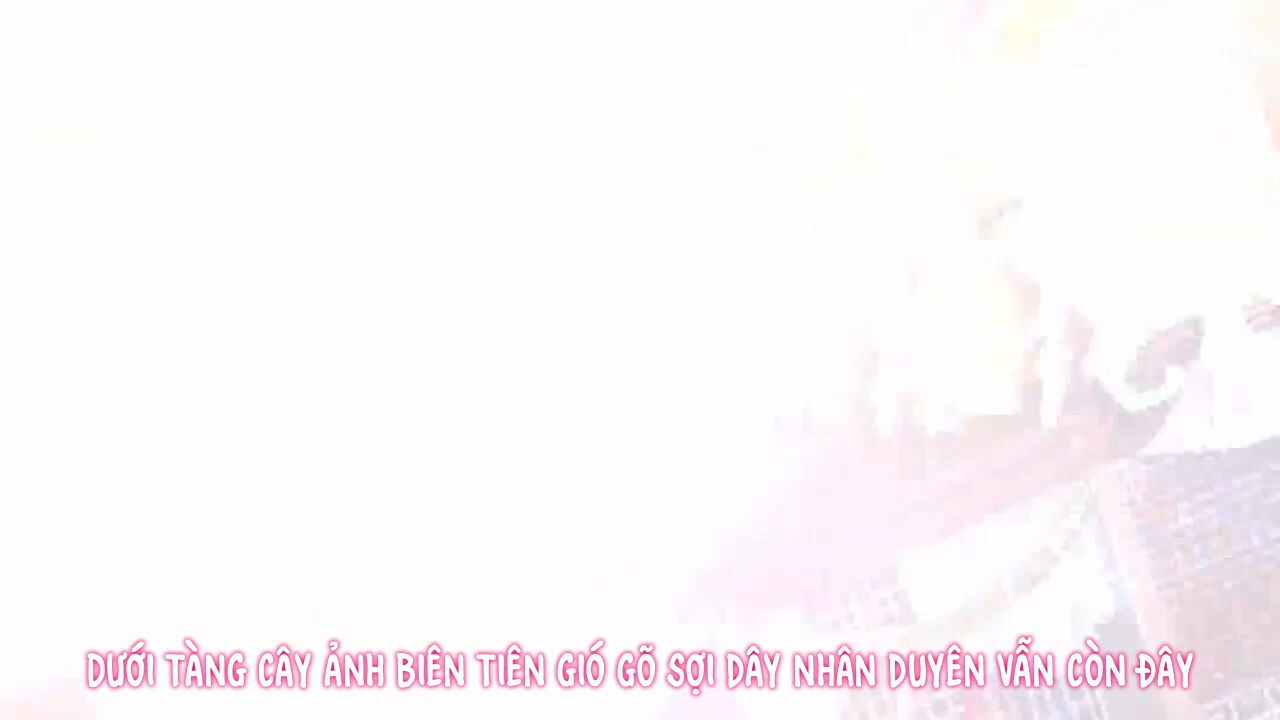 DƯỚI TÀNG CÂY ẢNH BIÊN TIÊN GIÓ GÕ SỢI DÂY NHÂN DUYÊN VẪN CÒN ĐÂY